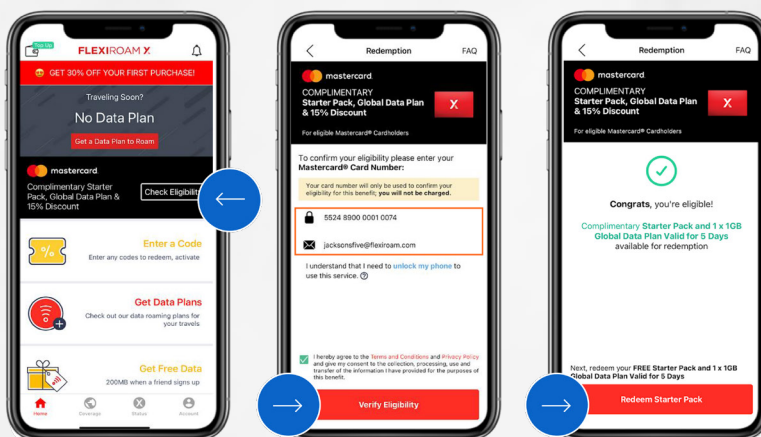 Top Up
FLEXIROAM X
GET 30% OFF YOUR FIRST PURCHASE!
Traveling Soon?
No Data Plan
Get a Data Plan to Roam
mastercard
Complimentary Starter
Pack, Global Data Plan &
15% Discount
Check Eligibility
%
Enter a Code
Enter any codes to redeem, activate
Get Data Plans
Check out our data roaming plans for
your travels
Get Free Data
200MB when a friend signs up
Home
Coverage
Status
Account
Redemption
FAQ
mastercard
COMPLIMENTARY
Starter Pack, Global Data Plan
& 15% Discount
X
For eligible Mastercard® Cardholders
To confirm your eligibility please enter your
Mastercard® Card Number:
Your card number will only be used to confirm your
eligibility for this benefit; you will not be charged.
5524 8900 0001 0074
jacksonsfive@flexiroam.com
I understand that I need to unlock my phone to
use this service. ?
I hereby agree to the Terms and Conditions and Privacy Policy
and give my consent to the collection, processing, use and
transfer of the information I have provided for the purposes of
this benefit.
Verify Eligibility
Redemption
FAQ
mastercard
COMPLIMENTARY
Starter Pack, Global Data Plan
& 15% Discount
X
For eligible Mastercard® Cardholders
Congrats, you're eligible!
Complimentary Starter Pack and 1 x 1GB
Global Data Plan Valid for 5 Days
available for redemption
Next, redeem your FREE Starter Pack and 1 x 1GB
Global Data Plan Valid for 5 Days
Redeem Starter Pack